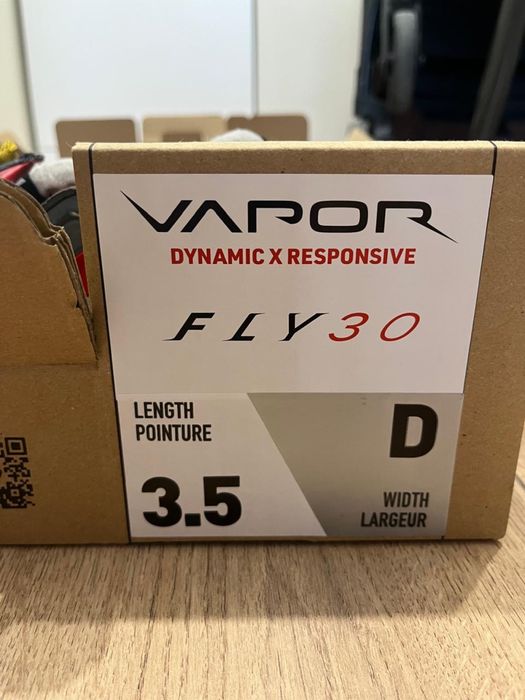 VAPOR
DYNAMIC X RESPONSIVE
FLY30
LENGTH
POINTURE
3.5
D
WIDTH
LARGEUR